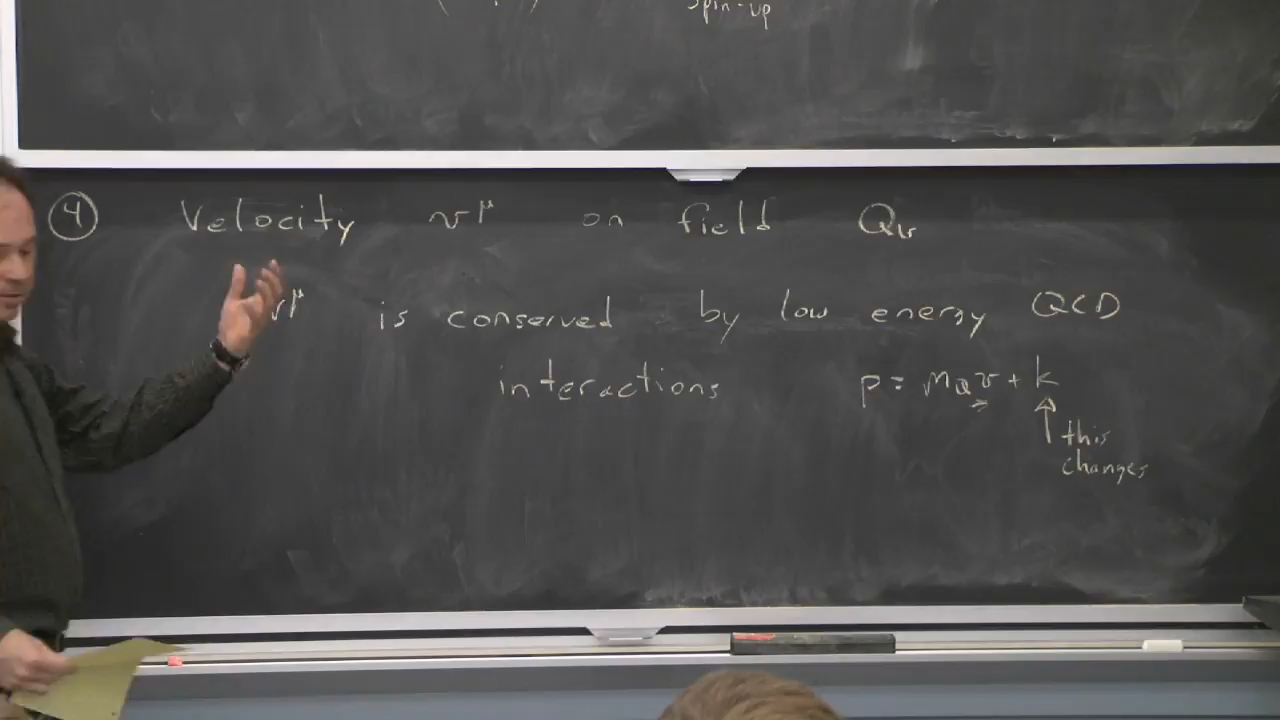 spin-up
④ Velocity v^μ on field Q_v
v^μ is conserved by low energy QCD
interactions p = m_Q v + k
this
changes